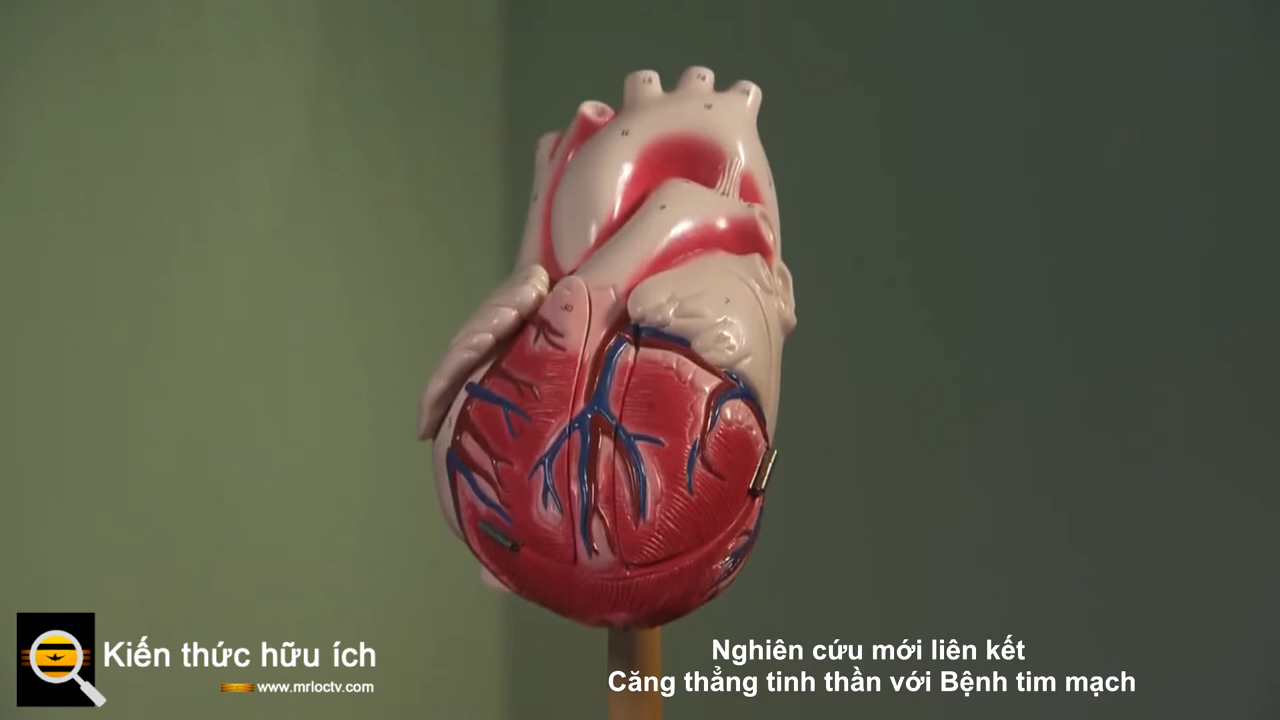 Kiến thức hữu ích
www.mrloctv.com
Nghiên cứu mới liên kết
Căng thẳng tinh thần với Bệnh tim mạch